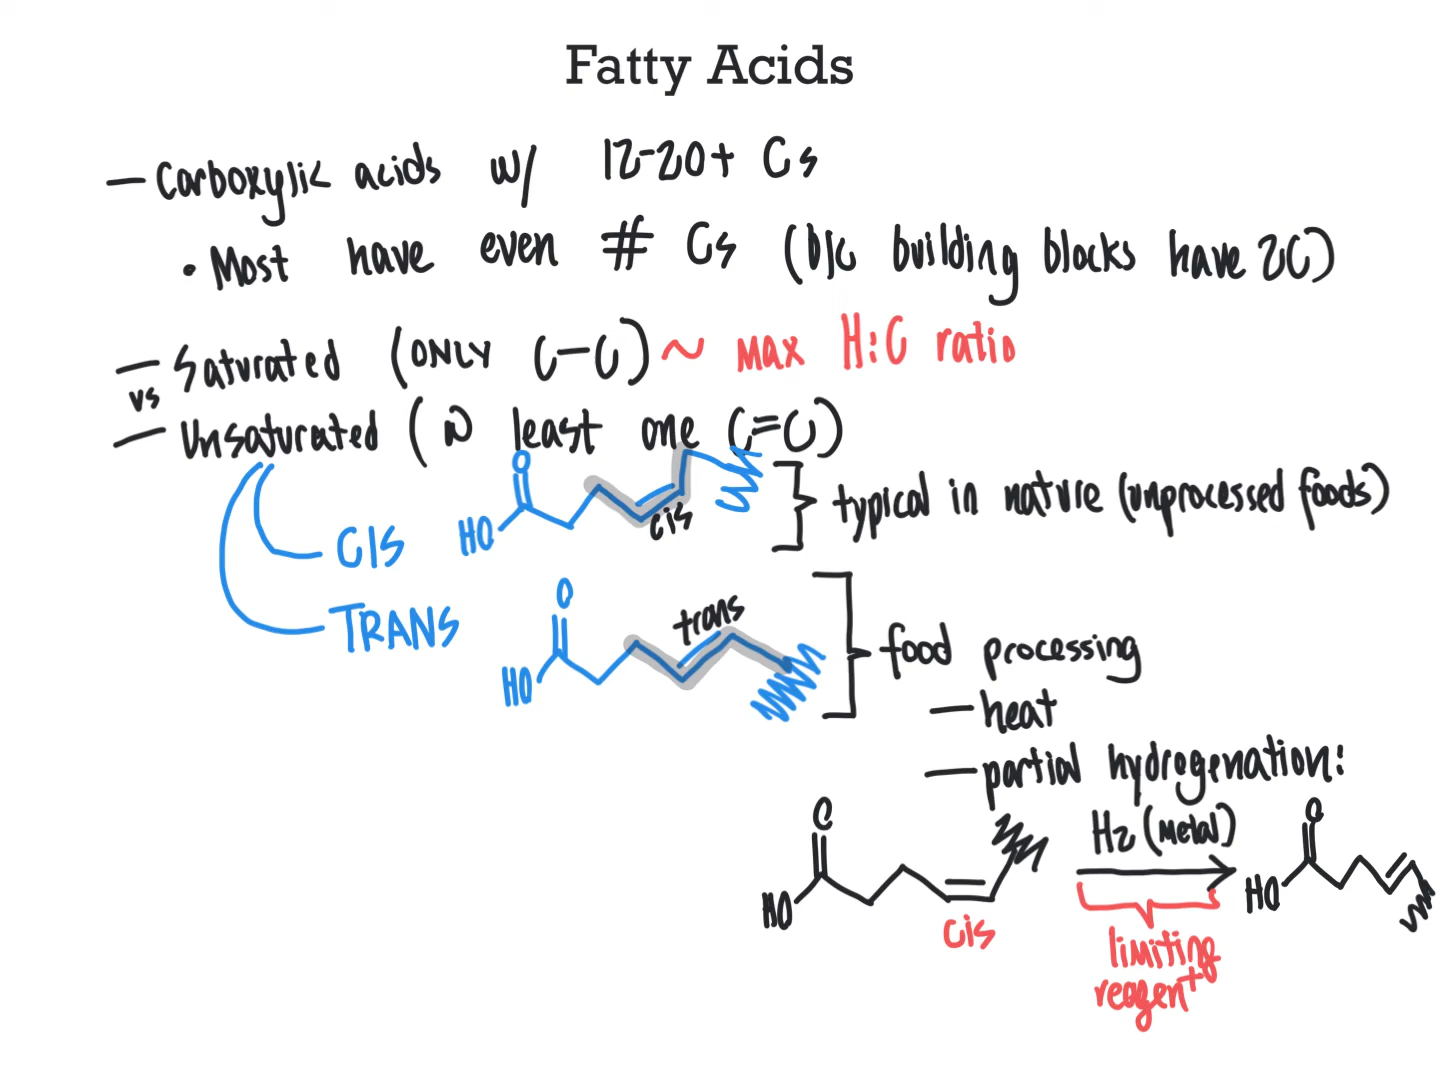 Fatty Acids
– Carboxylic acids w/ 12-20+ Cs
• Most have even # Cs (b/c building blocks have 2C)
– Saturated (ONLY C–C) ~ max H:C ratio
vs
– Unsaturated (@ least one C=C)
O
HO
cis
} typical in nature (unprocessed foods)
CIS
TRANS
O
HO
trans
} food processing
– heat
– partial hydrogenation:
O
HO
cis
H2 (metal)
limiting
reagent
O
HO